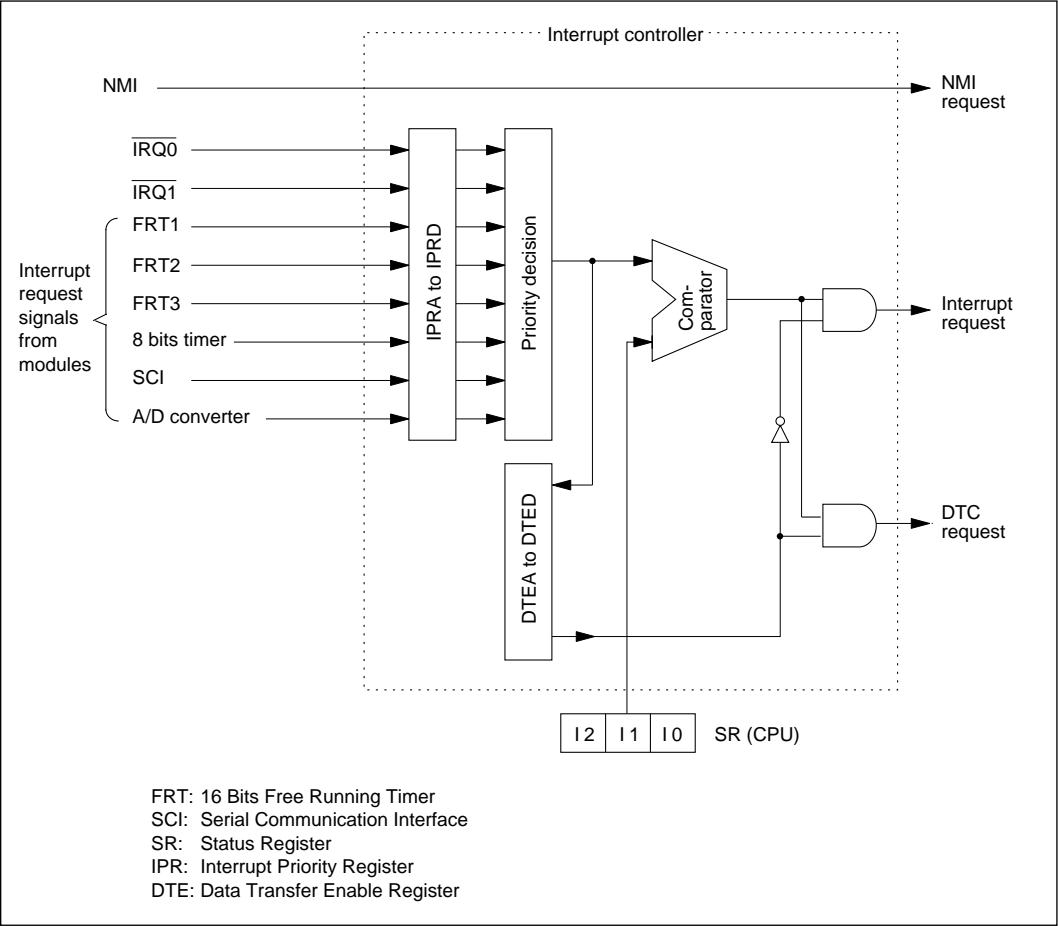 Interrupt controller
NMI
NMI
request
IRQ0
IRQ1
FRT1
FRT2
FRT3
8 bits timer
SCI
A/D converter
Interrupt
request
signals
from
modules
IPRA to IPRD
Priority decision
Com-
parator
Interrupt
request
DTEA to DTED
DTC
request
I2 I1 I0 SR (CPU)
FRT: 16 Bits Free Running Timer
SCI: Serial Communication Interface
SR: Status Register
IPR: Interrupt Priority Register
DTE: Data Transfer Enable Register